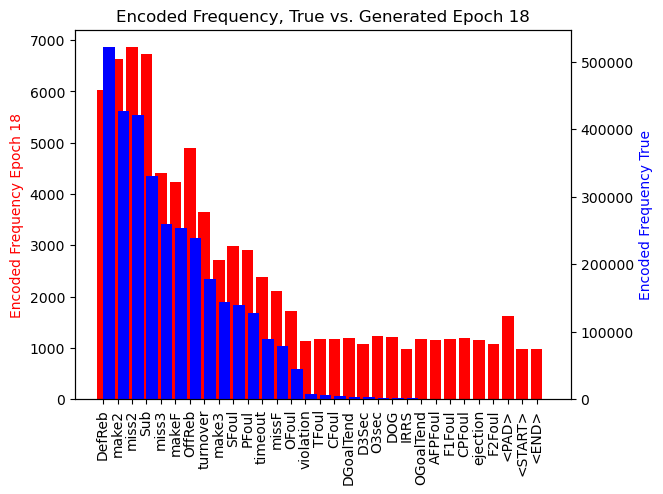 Encoded Frequency, True vs. Generated Epoch 18
7000
6000
5000
4000
3000
2000
1000
0
Encoded Frequency Epoch 18
500000
400000
300000
200000
100000
0
Encoded Frequency True
DefReb
make2
miss2
Sub
miss3
makeF
OffReb
turnover
make3
SFoul
PFoul
timeout
missF
OFoul
violation
TFoul
CFoul
DGoalTend
D3Sec
O3sec
DOG
IRRS
OGoalTend
AFPFoul
F1Foul
CPFoul
ejection
F2Foul
<PAD>
<START>
<END>